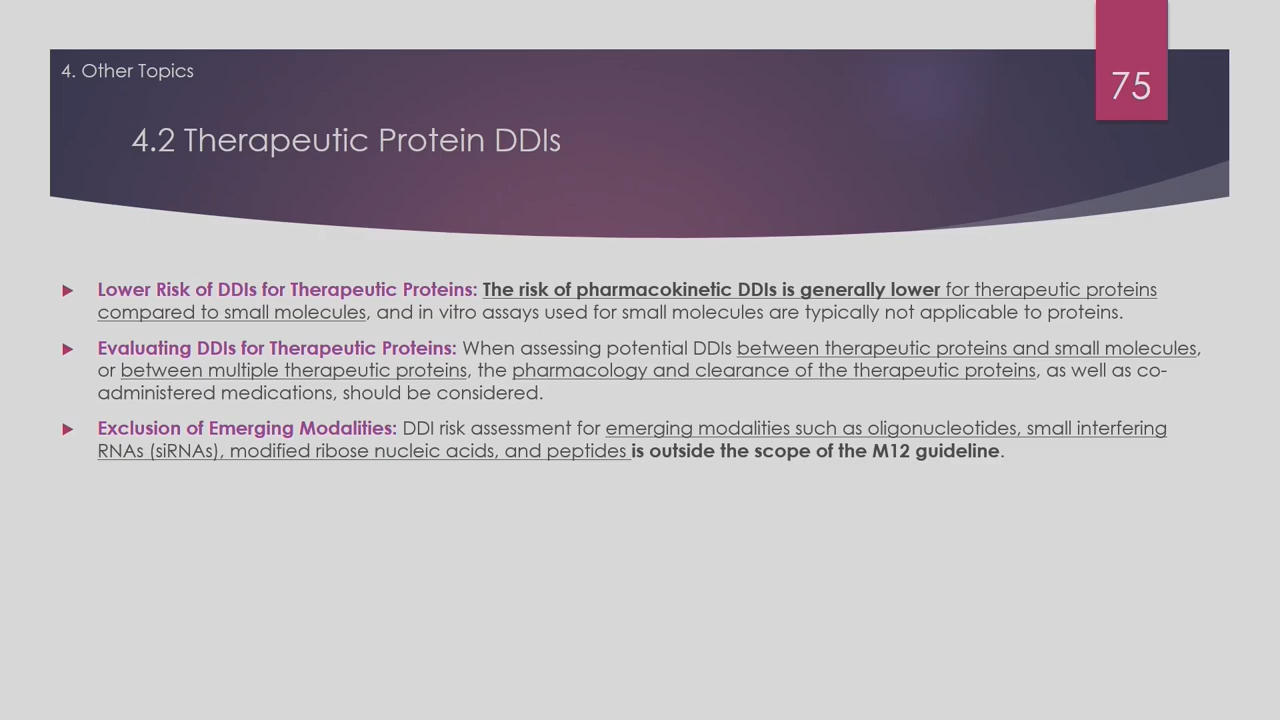 4. Other Topics
75
4.2 Therapeutic Protein DDIs
Lower Risk of DDIs for Therapeutic Proteins: The risk of pharmacokinetic DDIs is generally lower for therapeutic proteins
compared to small molecules, and in vitro assays used for small molecules are typically not applicable to proteins.
Evaluating DDIs for Therapeutic Proteins: When assessing potential DDIs between therapeutic proteins and small molecules,
or between multiple therapeutic proteins, the pharmacology and clearance of the therapeutic proteins, as well as co-
administered medications, should be considered.
Exclusion of Emerging Modalities: DDI risk assessment for emerging modalities such as oligonucleotides, small interfering
RNAs (siRNAs), modified ribose nucleic acids, and peptides is outside the scope of the M12 guideline.